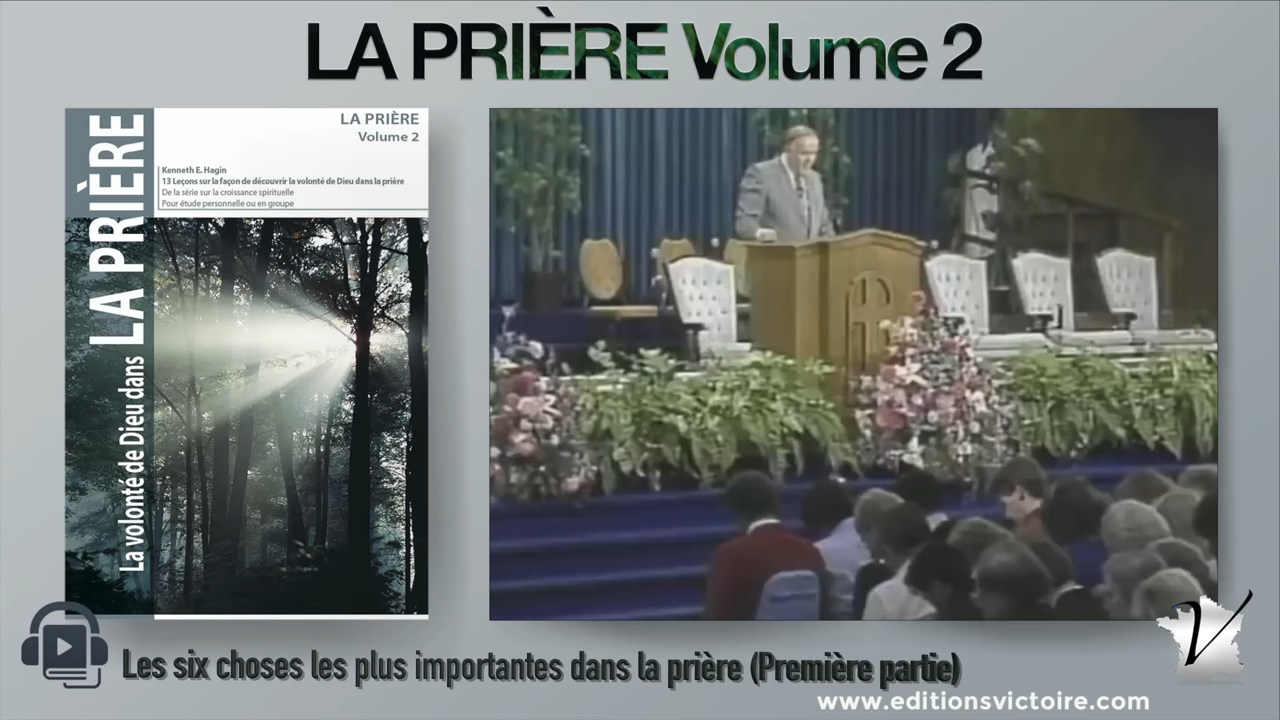 LA PRIÈRE Volume 2
LA PRIÈRE
Volume 2
Kenneth E. Hagin
13 Leçons sur la façon de découvrir la volonté de Dieu dans la prière
De la série sur la croissance spirituelle
Pour étude personnelle ou en groupe
La volonté de Dieu dans LA PRIÈRE
Les six choses les plus importantes dans la prière (Première partie)
V
www.editionsvictoire.com